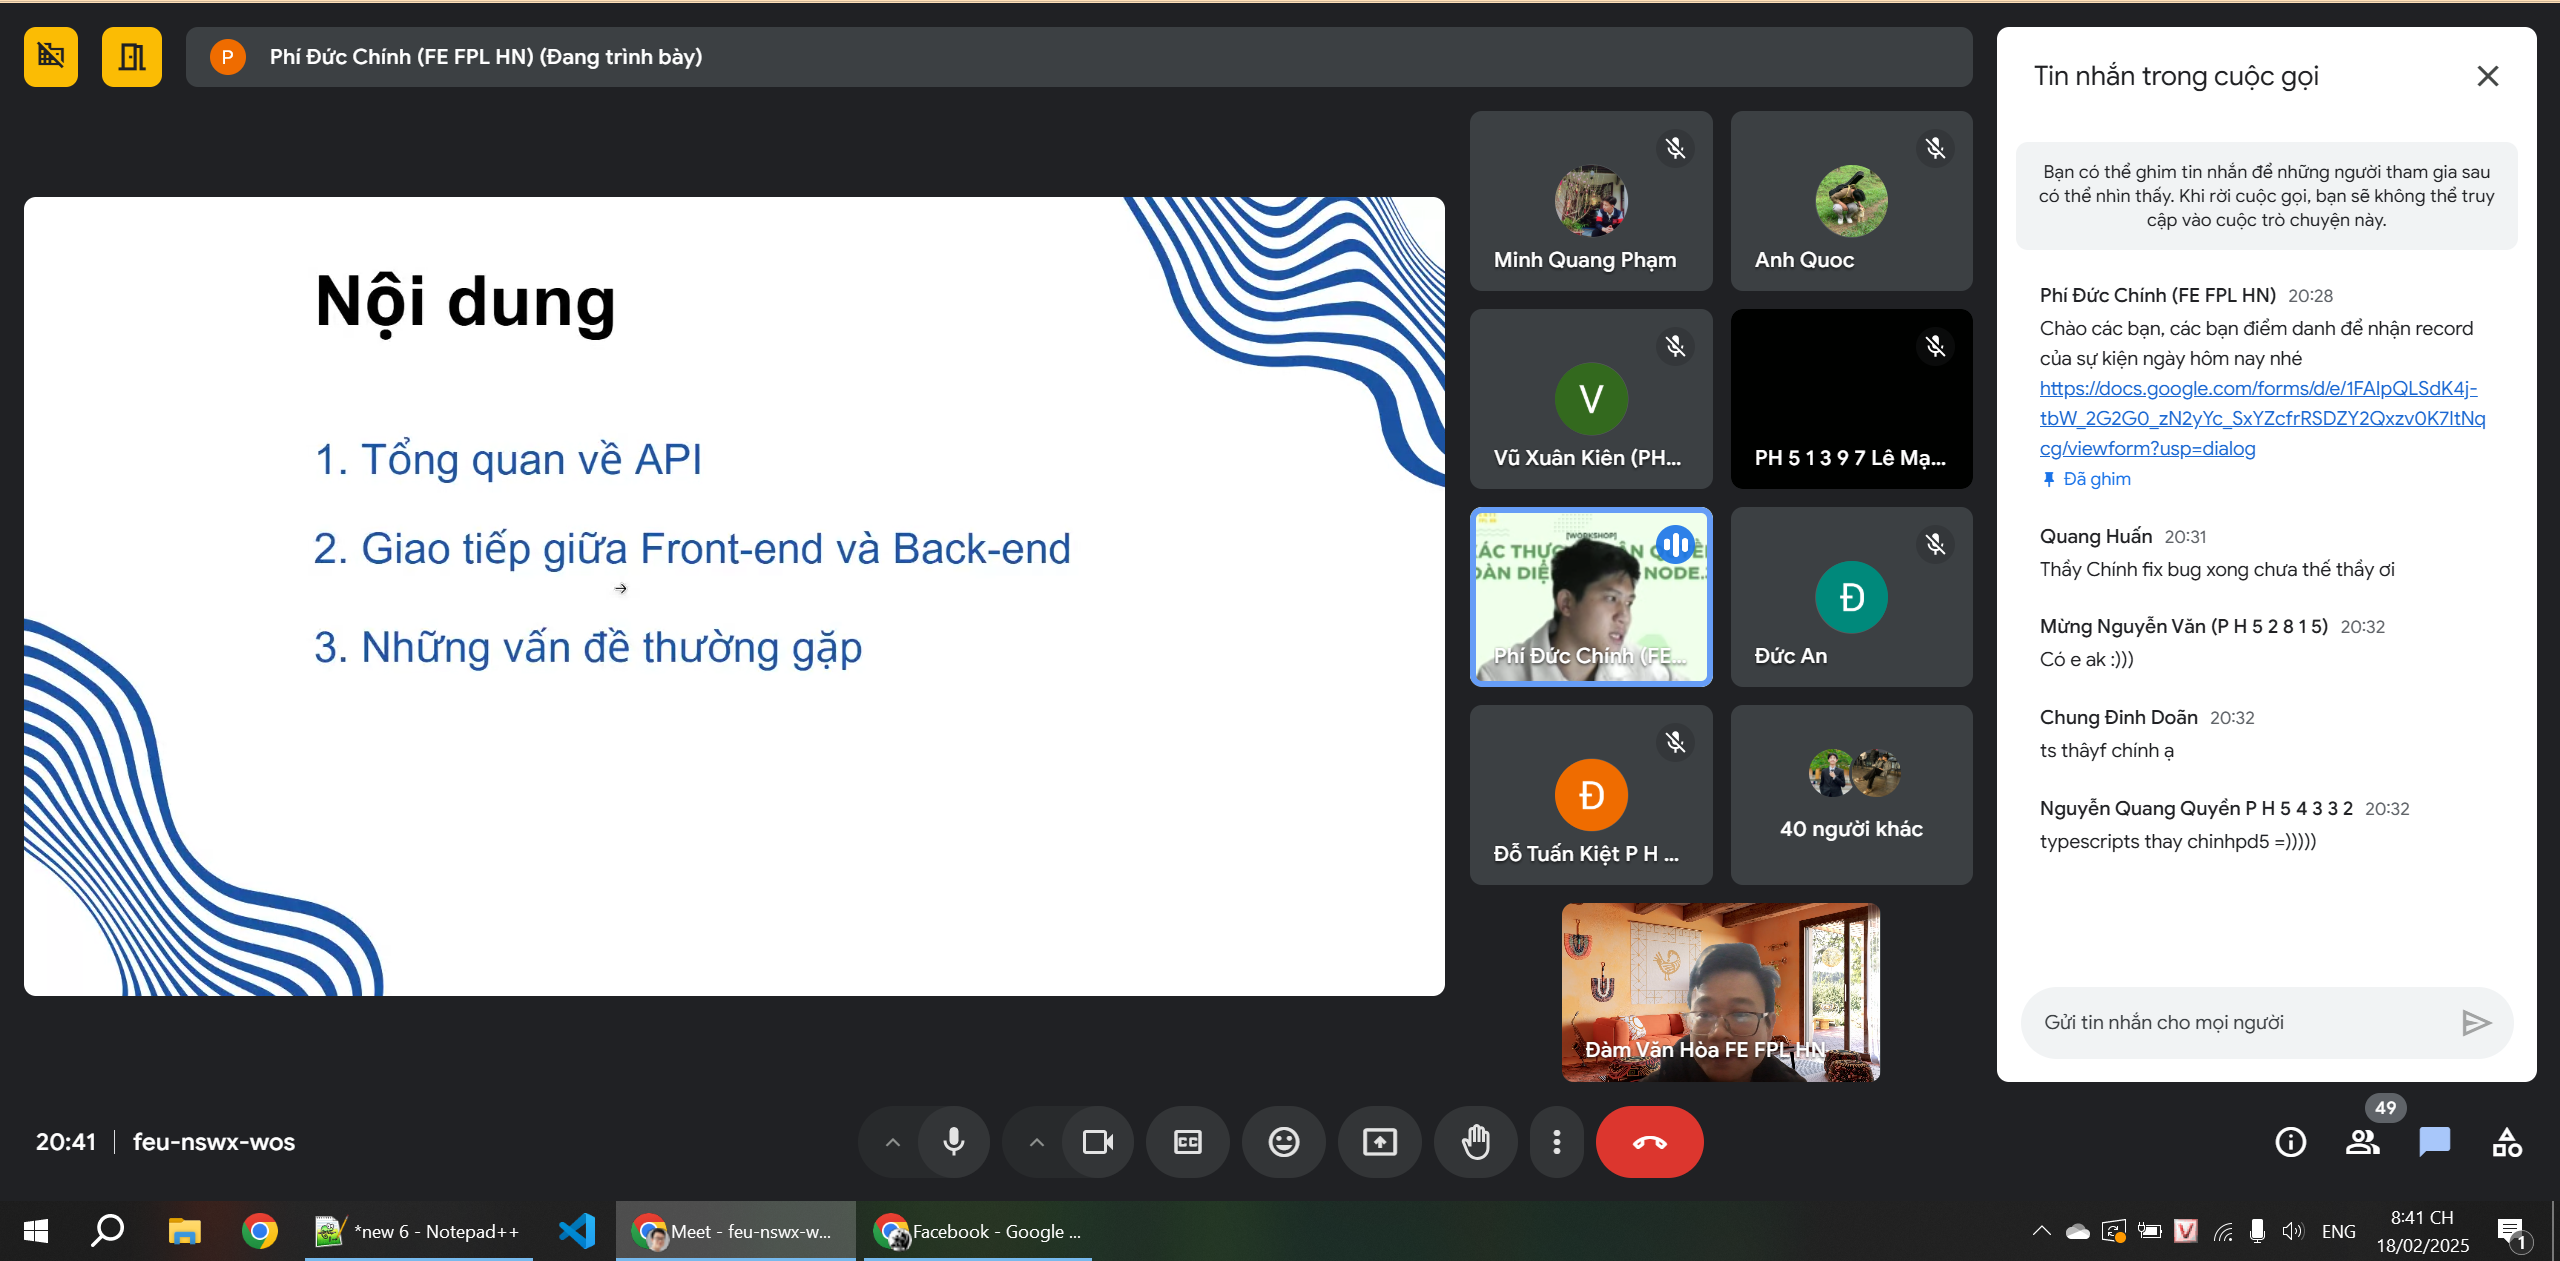 P Phí Đức Chính (FE FPL HN) (Đang trình bày)
Nội dung
1. Tổng quan về API
2. Giao tiếp giữa Front-end và Back-end
3. Những vấn đề thường gặp
Minh Quang Phạm
Anh Quoc
V
Vũ Xuân Kiên (PH...
PH 5 1 3 9 7 Lê Mạ...
[WORKSHOP]
NODE.
Phí Đức Chính (FE...
Đ
Đức An
Đ
Đỗ Tuấn Kiệt P H ...
40 người khác
Đàm Văn Hòa FE FPL HN
Tin nhắn trong cuộc gọi
Bạn có thể ghim tin nhắn để những người tham gia sau
có thể nhìn thấy. Khi rời cuộc gọi, bạn sẽ không thể truy
cập vào cuộc trò chuyện này.
Phí Đức Chính (FE FPL HN) 20:28
Chào các bạn, các bạn điểm danh để nhận record
của sự kiện ngày hôm nay nhé
https://docs.google.com/forms/d/e/1FAIpQLSdK4j-
tbW_2G2G0_zN2yYc_SxYZcfrRSDZY2Qxzv0K7ItNq
cg/viewform?usp=dialog
Đã ghim
Quang Huấn 20:31
Thầy Chính fix bug xong chưa thế thầy ơi
Mừng Nguyễn Văn (P H 5 2 8 1 5) 20:32
Có e ak :)))
Chung Đinh Doãn 20:32
ts thâyf chính ạ
Nguyễn Quang Quyền P H 5 4 3 3 2 20:32
typescripts thay chinhpd5 =)))))
Gửi tin nhắn cho mọi người
20:41 | feu-nswx-wos
CC
49
*new 6 - Notepad++
Meet - feu-nswx-w...
Facebook - Google ...
V
ENG
8:41 CH
18/02/2025
1